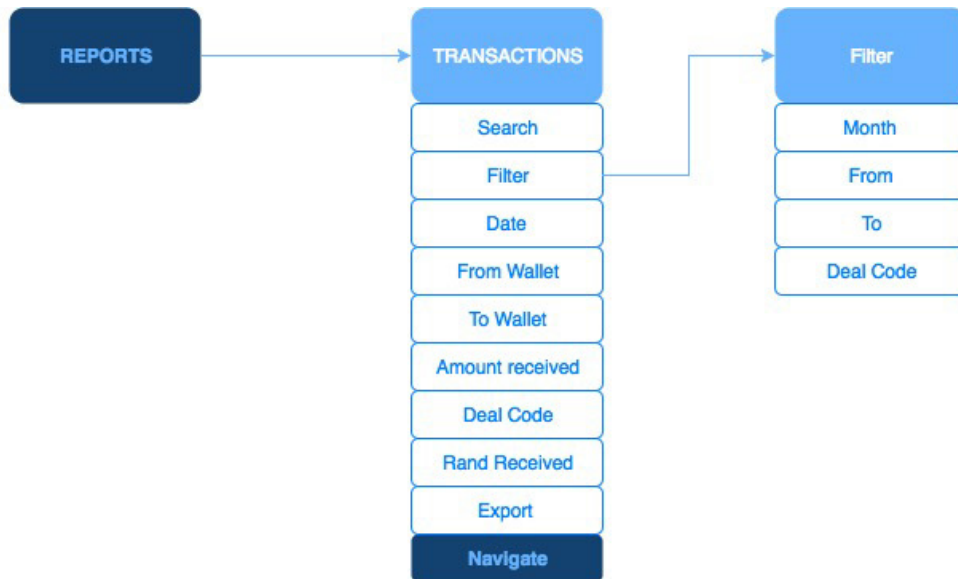 REPORTS
TRANSACTIONS
Search
Filter
Date
From Wallet
To Wallet
Amount received
Deal Code
Rand Received
Export
Navigate
Filter
Month
From
To
Deal Code